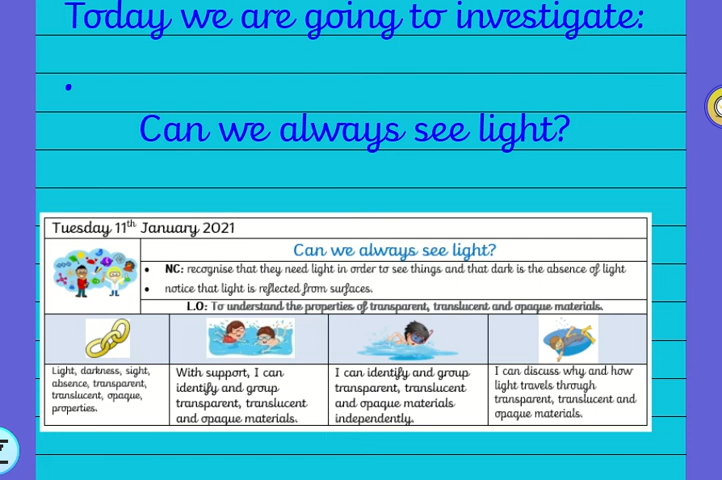 Today we are going to investigate:
.
Can we always see light?
Tuesday 11th January 2021
Can we always see light?
• NC: recognise that they need light in order to see things and that dark is the absence of light
• notice that light is reflected from surfaces.
L.O: To understand the properties of transparent, translucent and opaque materials.
Light, darkness, sight,
absence, transparent,
translucent, opaque,
properties.
With support, I can
identify and group
transparent, translucent
and opaque materials.
I can identify and group
transparent, translucent
and opaque materials
independently.
I can discuss why and how
light travels through
transparent, translucent and
opaque materials.